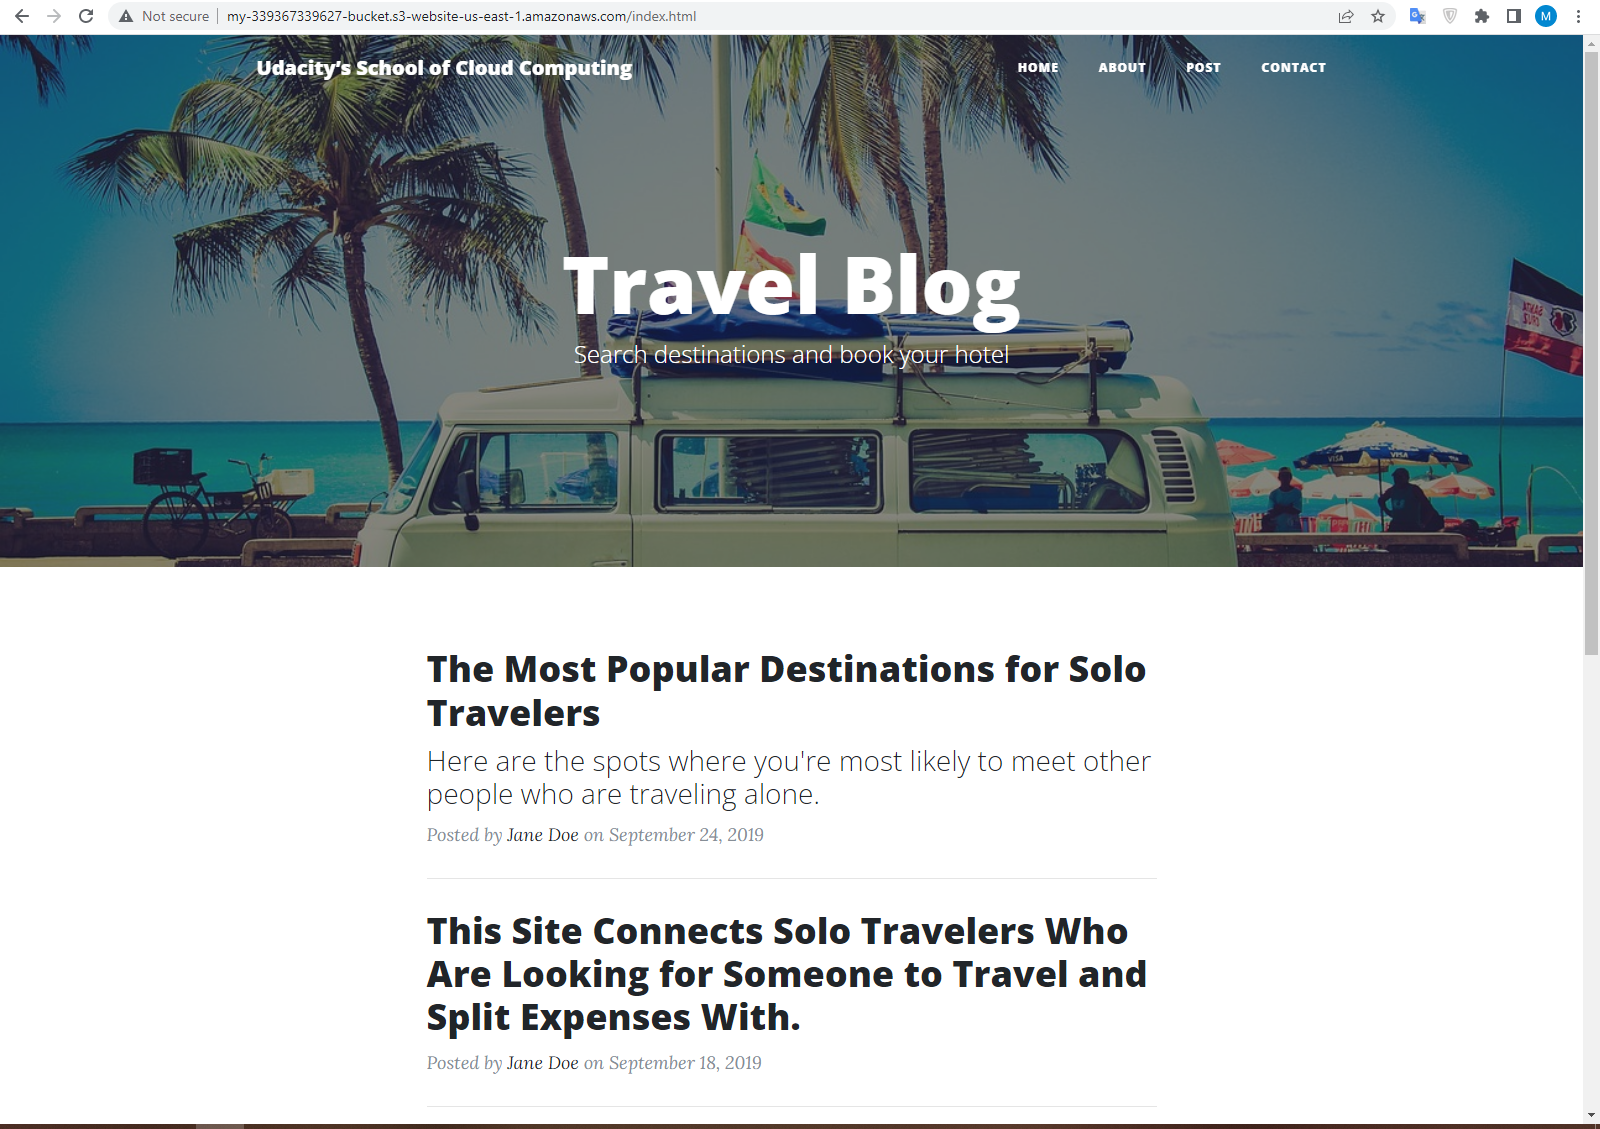 Not secure | my-339367339627-bucket.s3-website-us-east-1.amazonaws.com/index.html
M
Udacity’s School of Cloud Computing
HOME ABOUT POST CONTACT
Travel Blog
Search destinations and book your hotel
SANTA
CRUZ
VISA VISA
The Most Popular Destinations for Solo
Travelers
Here are the spots where you're most likely to meet other
people who are traveling alone.
Posted by Jane Doe on September 24, 2019
This Site Connects Solo Travelers Who
Are Looking for Someone to Travel and
Split Expenses With.
Posted by Jane Doe on September 18, 2019